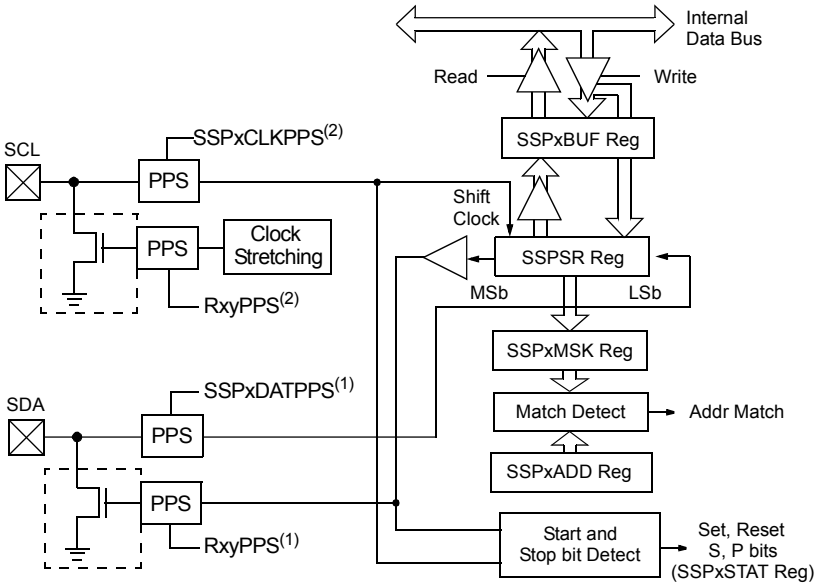 Internal
Data Bus
Read
Write
SSPxCLKPPS(2)
SSPxBUF Reg
SCL
PPS
Shift
Clock
PPS
Clock
Stretching
SSPSR Reg
MSb
LSb
RxyPPS(2)
SSPxMSK Reg
SSPxDATPPS(1)
SDA
PPS
Match Detect
Addr Match
SSPxADD Reg
PPS
Start and
Stop bit Detect
Set, Reset
S, P bits
(SSPxSTAT Reg)
RxyPPS(1)